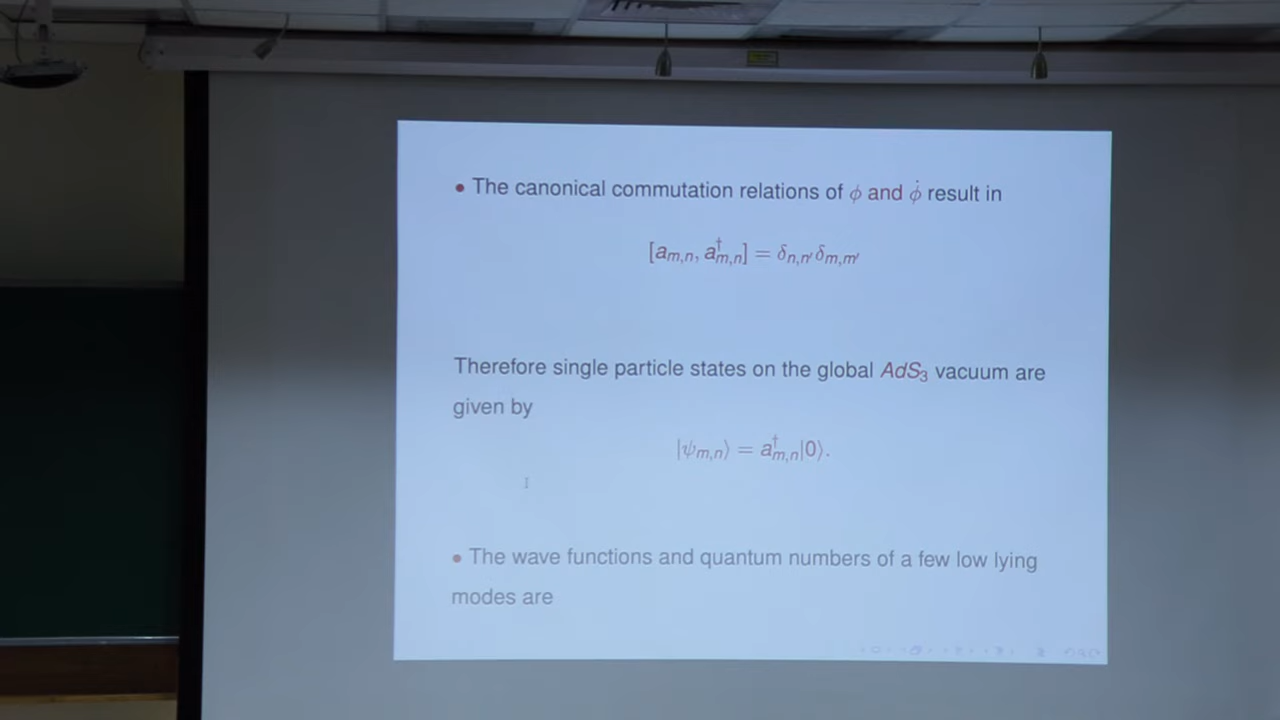 • The canonical commutation relations of ϕ and ϕ̇ result in
[a_{m,n}, a^†_{m,n}] = δ_{n,n′}δ_{m,m′}
Therefore single particle states on the global AdS₃ vacuum are
given by
|ψ_{m,n}⟩ = a^†_{m,n}|0⟩.
• The wave functions and quantum numbers of a few low lying
modes are